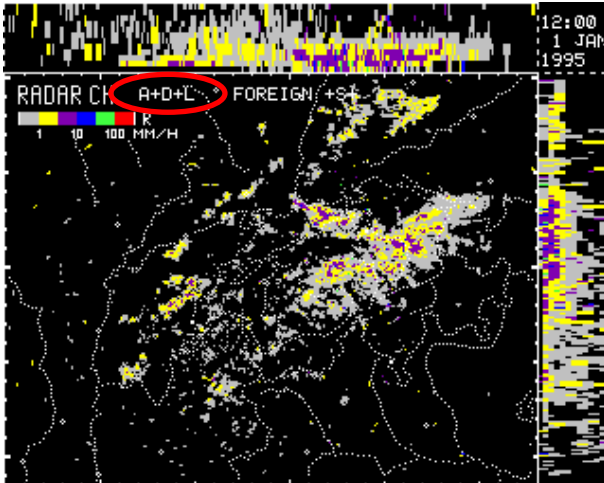 12:00
1 JAN
1995
RADAR CH A+D+L FOREIGN +S+
R
1 10 100 MM/H